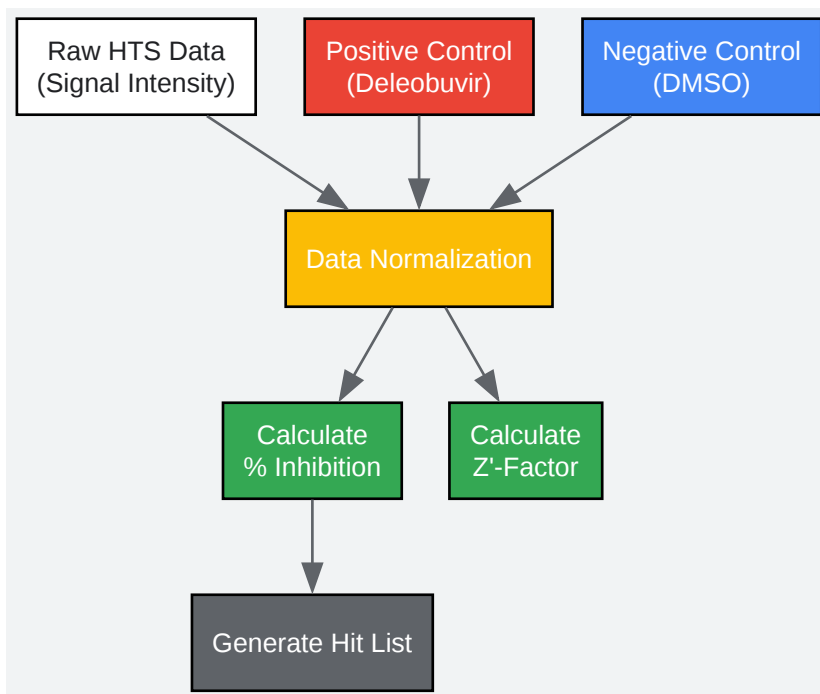 Raw HTS Data
(Signal Intensity)
Positive Control
(Deleobuvir)
Negative Control
(DMSO)
Data Normalization
Calculate
% Inhibition
Calculate
Z'-Factor
Generate Hit List